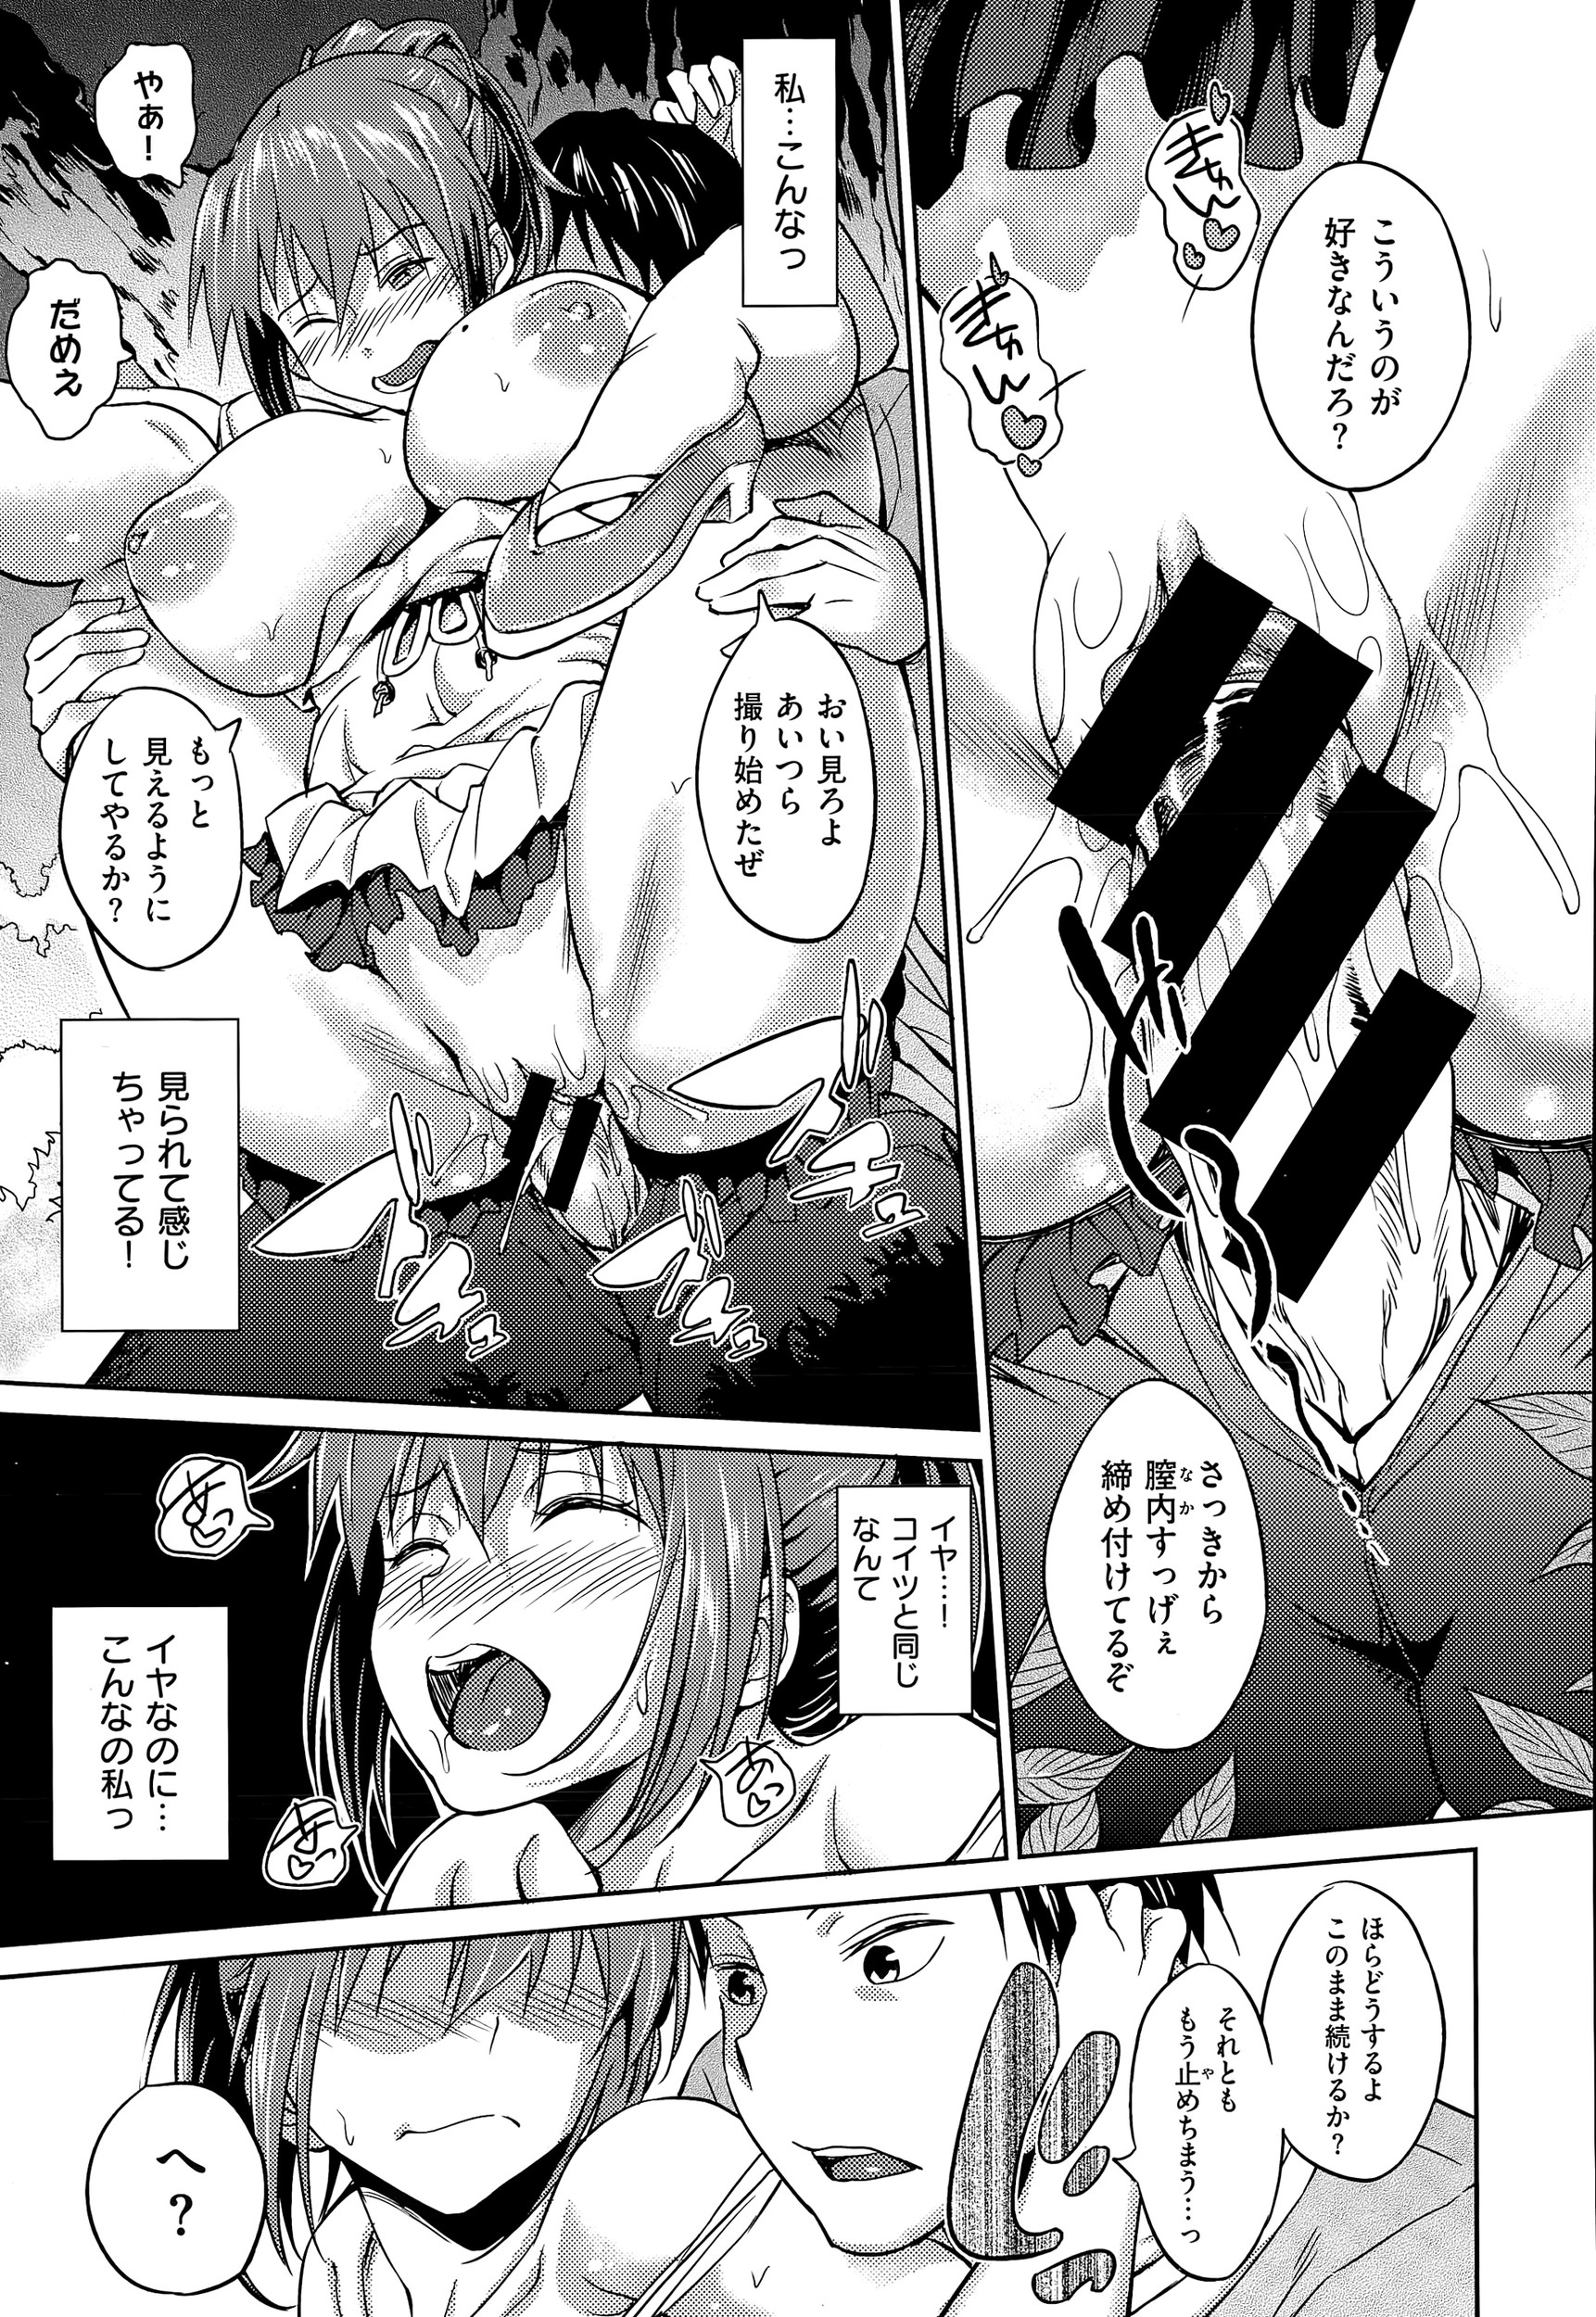 こういうのが
好きなんだろ?
きゅん
きゅん
さっきから
膣内すっげぇ
なか
締め付けてるぞ
私…こんなっ
やぁ!
だめぇ
おい見ろよ
あいつら
撮り始めたぜ
もっと
見えるように
してやるか?
見られて感じ
ちゃってる!
イヤ…!
コイツと同じ
なんて
あっ
あっ
あっ
イヤなのに…
こんなの私っ
ほらどうするよ
このまま続けるか?
それとも
もう止めちまう…っ
や
へ?